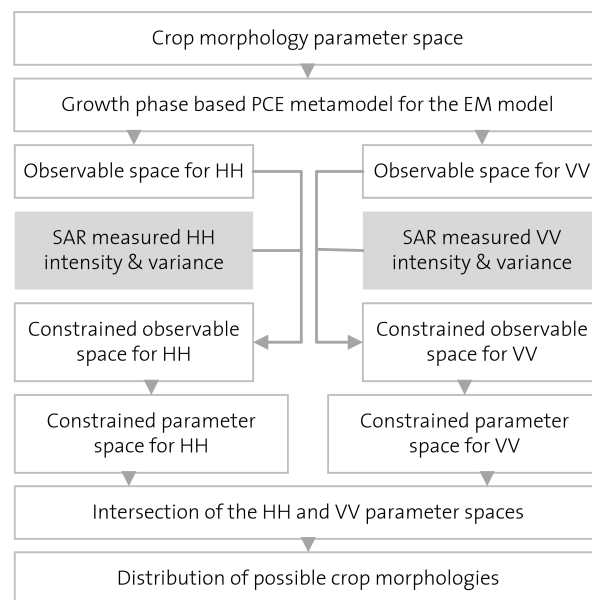 Crop morphology parameter space
Growth phase based PCE metamodel for the EM model
Observable space for HH
Observable space for VV
SAR measured HH
intensity & variance
SAR measured VV
intensity & variance
Constrained observable
space for HH
Constrained observable
space for VV
Constrained parameter
space for HH
Constrained parameter
space for VV
Intersection of the HH and VV parameter spaces
Distribution of possible crop morphologies